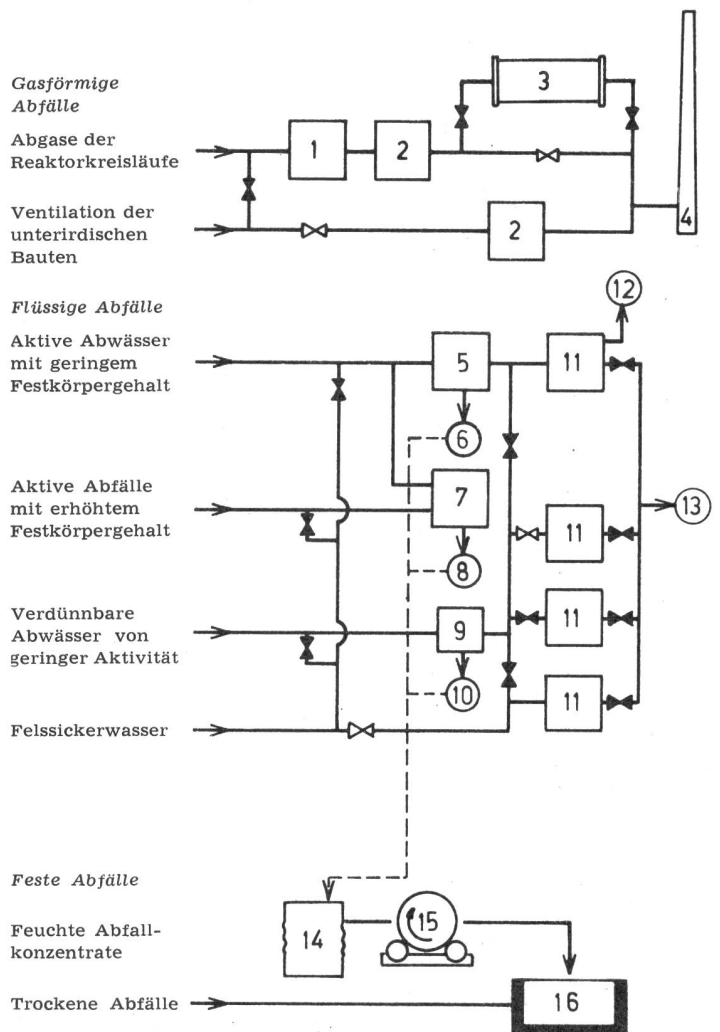 Gasförmige
Abfälle
Abgase der
Reaktorkreisläufe
Ventilation der
unterirdischen
Bauten
1
2
3
2
4
Flüssige Abfälle
Aktive Abwässer
mit geringem
Festkörpergehalt
5
6
11
12
Aktive Abfälle
mit erhöhtem
Festkörpergehalt
7
8
11
13
Verdünnbare
Abwässer von
geringer Aktivität
9
10
11
11
Felssickerwasser
Feste Abfälle
Feuchte Abfall-
konzentrate
14
15
Trockene Abfälle
16